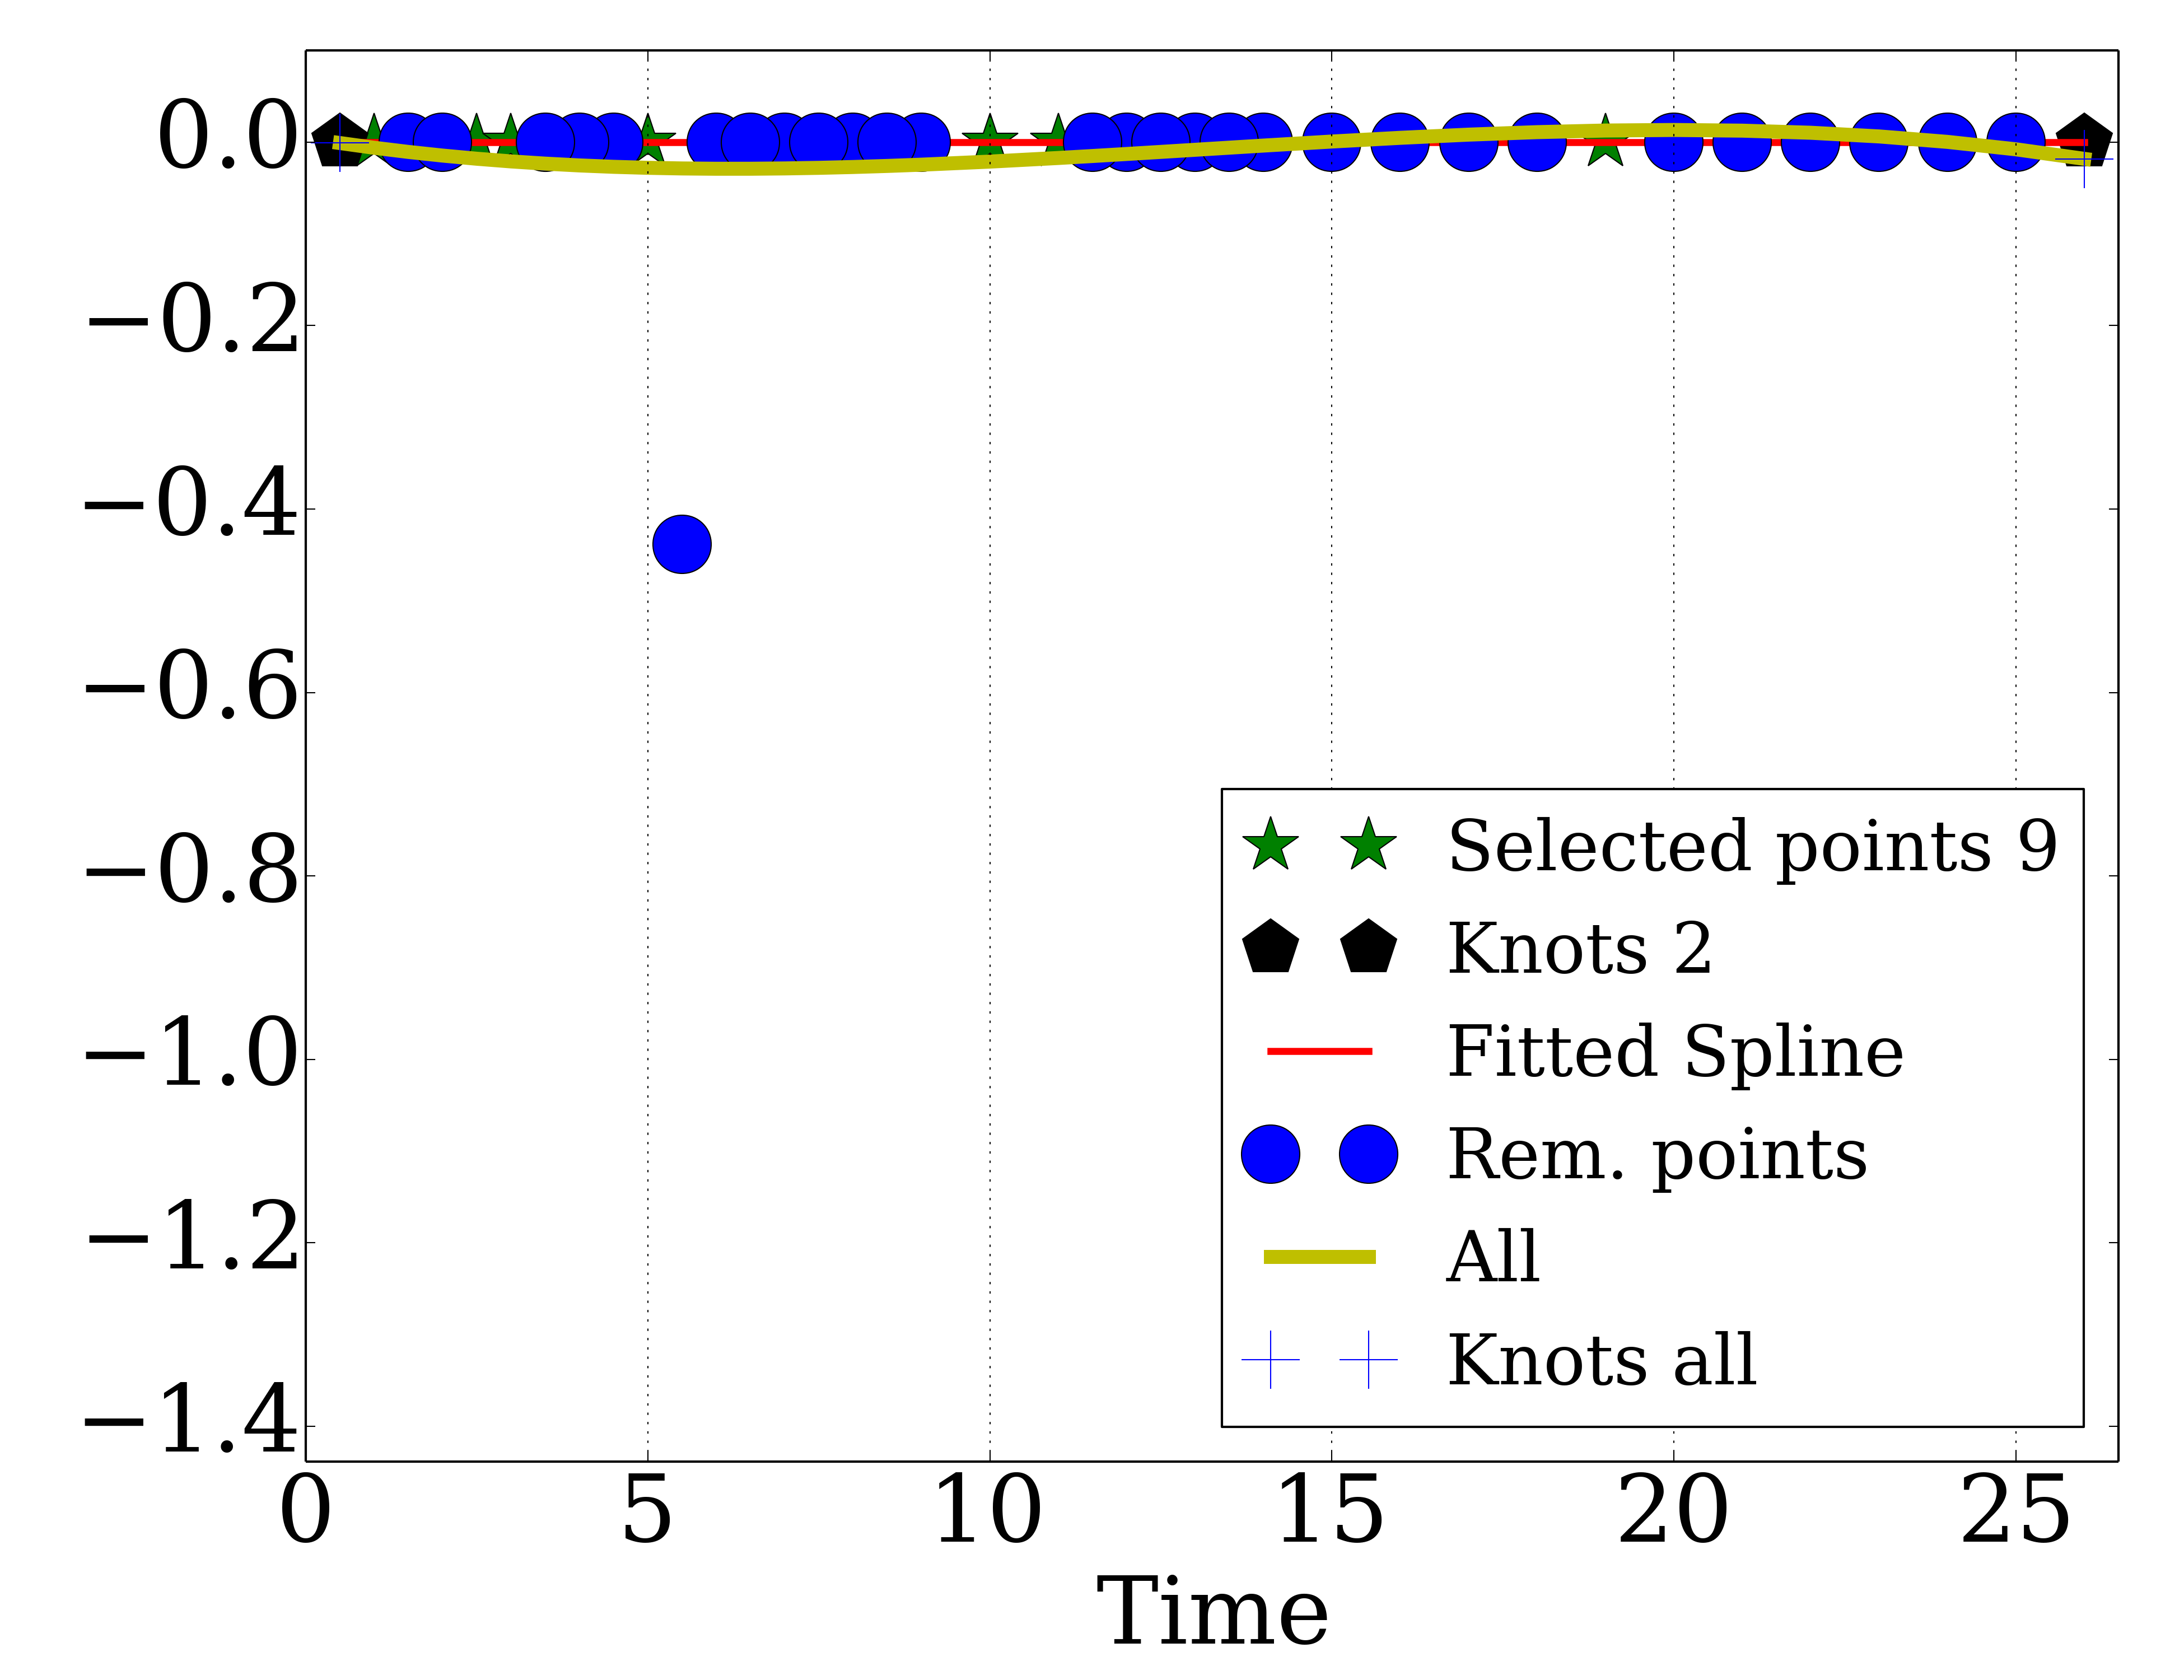 0.0
−0.2
−0.4
−0.6
−0.8
−1.0
−1.2
−1.4
Selected points 9
Knots 2
Fitted Spline
Rem. points
All
Knots all
0 5 10 15 20 25
Time